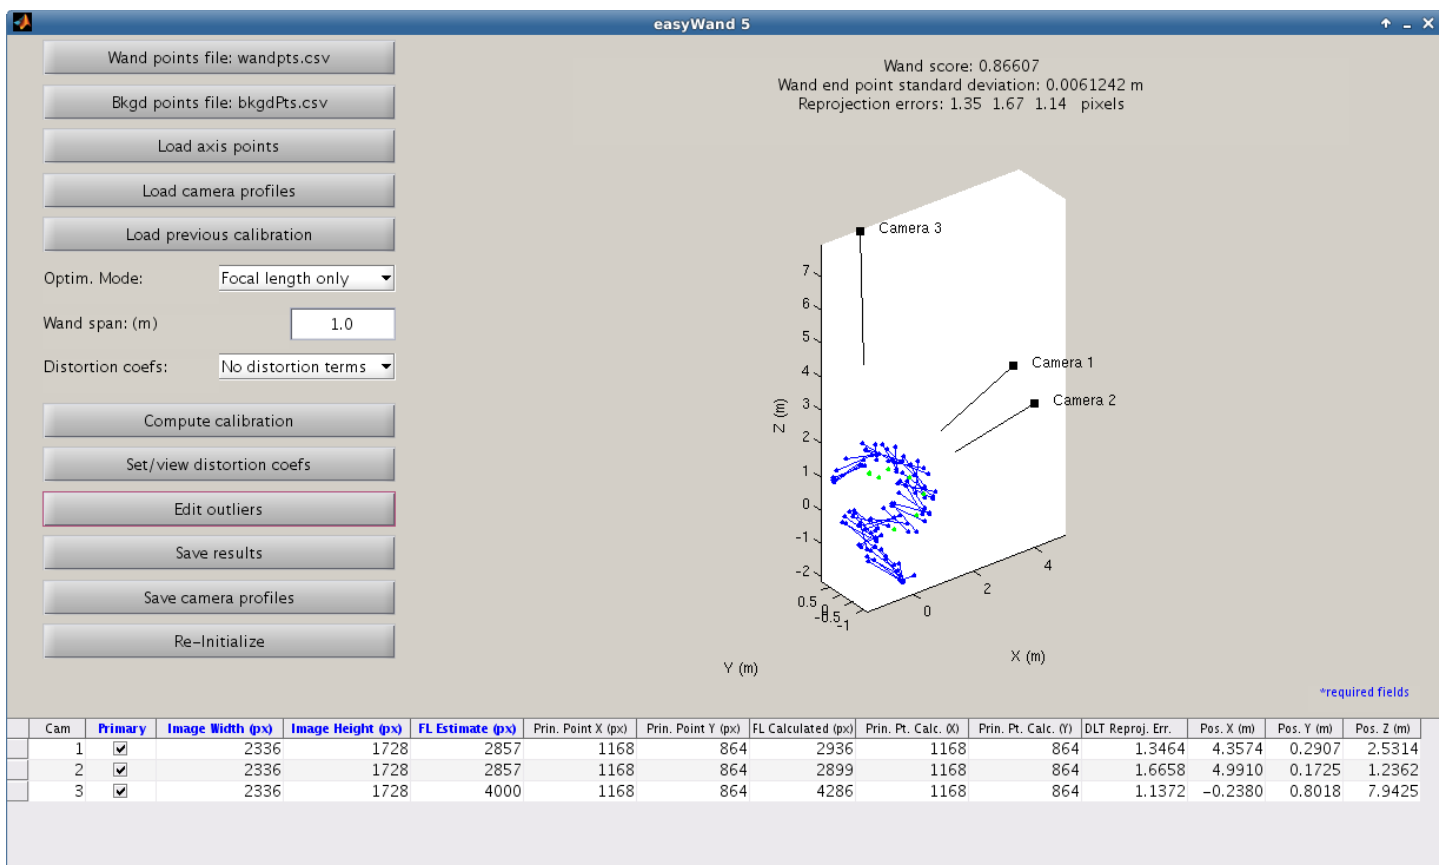 easyWand 5
Wand points file: wandpts.csv
Bkgd points file: bkgdPts.csv
Load axis points
Load camera profiles
Load previous calibration
Optim. Mode: Focal length only
Wand span: (m) 1.0
Distortion coefs: No distortion terms
Compute calibration
Set/view distortion coefs
Edit outliers
Save results
Save camera profiles
Re-Initialize
Wand score: 0.86607
Wand end point standard deviation: 0.0061242 m
Reprojection errors: 1.35 1.67 1.14 pixels
Camera 3
Camera 1
Camera 2
Z (m)
7
6
5
4
3
2
1
0
-1
-2
0.5
0
-0.5
-1
Y (m)
0
2
4
X (m)
*required fields
Cam Primary Image Width (px) Image Height (px) FL Estimate (px) Prin. Point X (px) Prin. Point Y (px) FL Calculated (px) Prin. Pt. Calc. (X) Prin. Pt. Calc. (Y) DLT Reproj. Err. Pos. X (m) Pos. Y (m) Pos. Z (m)
1 2336 1728 2857 1168 864 2936 1168 864 1.3464 4.3574 0.2907 2.5314
2 2336 1728 2857 1168 864 2899 1168 864 1.6658 4.9910 0.1725 1.2362
3 2336 1728 4000 1168 864 4286 1168 864 1.1372 -0.2380 0.8018 7.9425